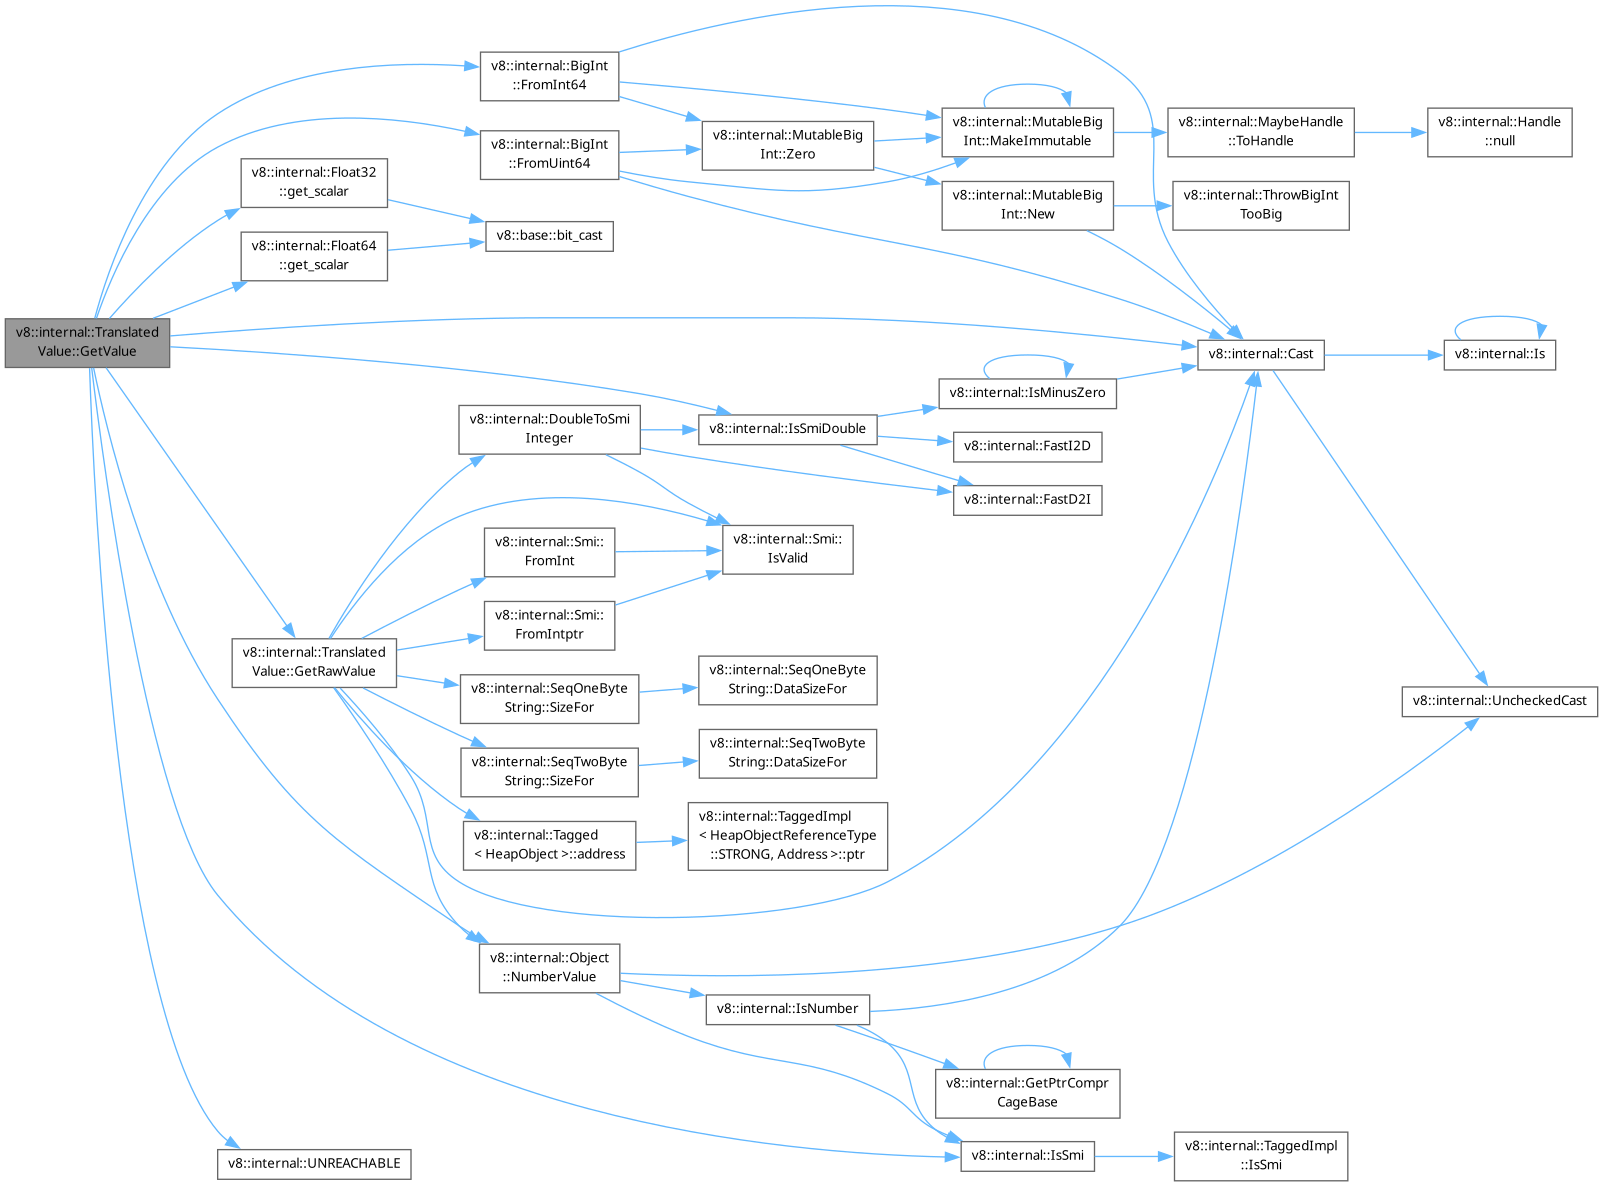 v8::internal::Translated
Value::GetValue
v8::internal::BigInt
::FromInt64
v8::internal::BigInt
::FromUint64
v8::internal::Float32
::get_scalar
v8::internal::Float64
::get_scalar
v8::base::bit_cast
v8::internal::MutableBig
Int::Zero
v8::internal::MutableBig
Int::MakeImmutable
v8::internal::MutableBig
Int::New
v8::internal::MaybeHandle
::ToHandle
v8::internal::Handle
::null
v8::internal::ThrowBigInt
TooBig
v8::internal::Cast
v8::internal::Is
v8::internal::UncheckedCast
v8::internal::IsMinusZero
v8::internal::IsSmiDouble
v8::internal::FastI2D
v8::internal::FastD2I
v8::internal::DoubleToSmi
Integer
v8::internal::Smi::
IsValid
v8::internal::Smi::
FromInt
v8::internal::Smi::
FromIntptr
v8::internal::Translated
Value::GetRawValue
v8::internal::SeqOneByte
String::SizeFor
v8::internal::SeqOneByte
String::DataSizeFor
v8::internal::SeqTwoByte
String::SizeFor
v8::internal::SeqTwoByte
String::DataSizeFor
v8::internal::Tagged
< HeapObject >::address
v8::internal::TaggedImpl
< HeapObjectReferenceType
::STRONG, Address >::ptr
v8::internal::Object
::NumberValue
v8::internal::IsNumber
v8::internal::GetPtrCompr
CageBase
v8::internal::IsSmi
v8::internal::TaggedImpl
::IsSmi
v8::internal::UNREACHABLE